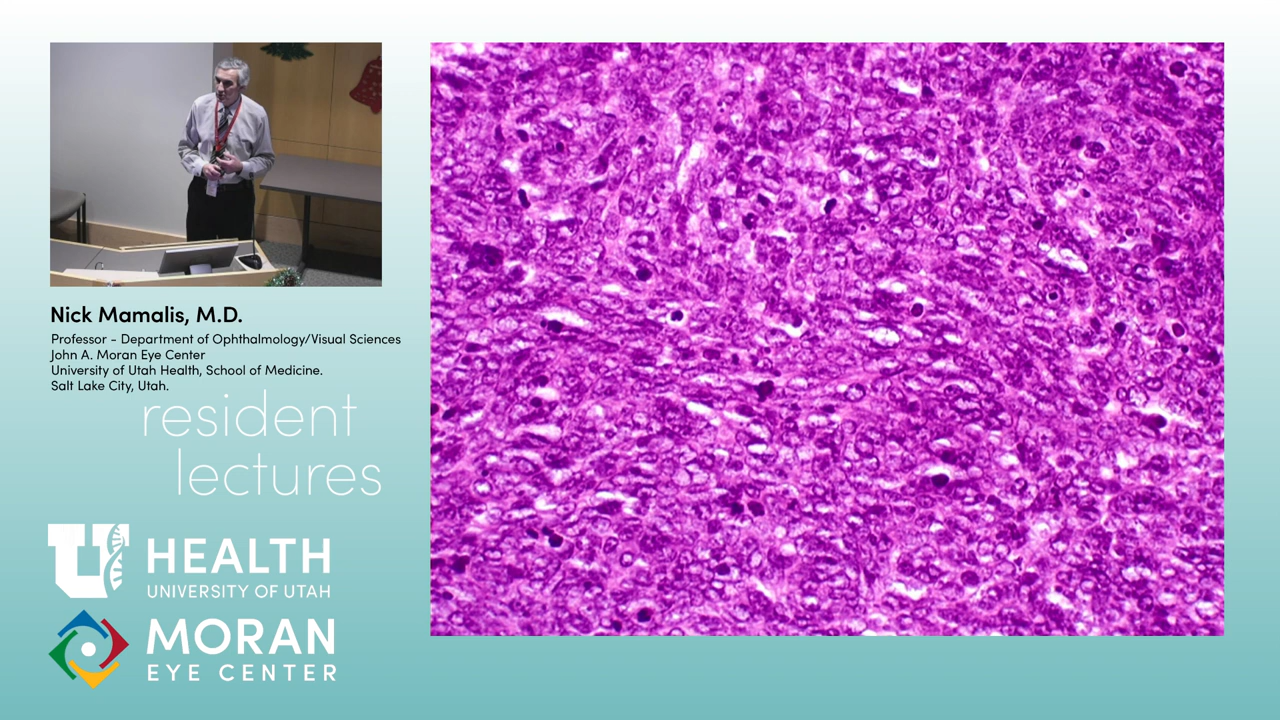 Nick Mamalis, M.D.
Professor - Department of Ophthalmology/Visual Sciences
John A. Moran Eye Center
University of Utah Health, School of Medicine.
Salt Lake City, Utah.
resident
lectures
U HEALTH
UNIVERSITY OF UTAH
MORAN
EYE CENTER